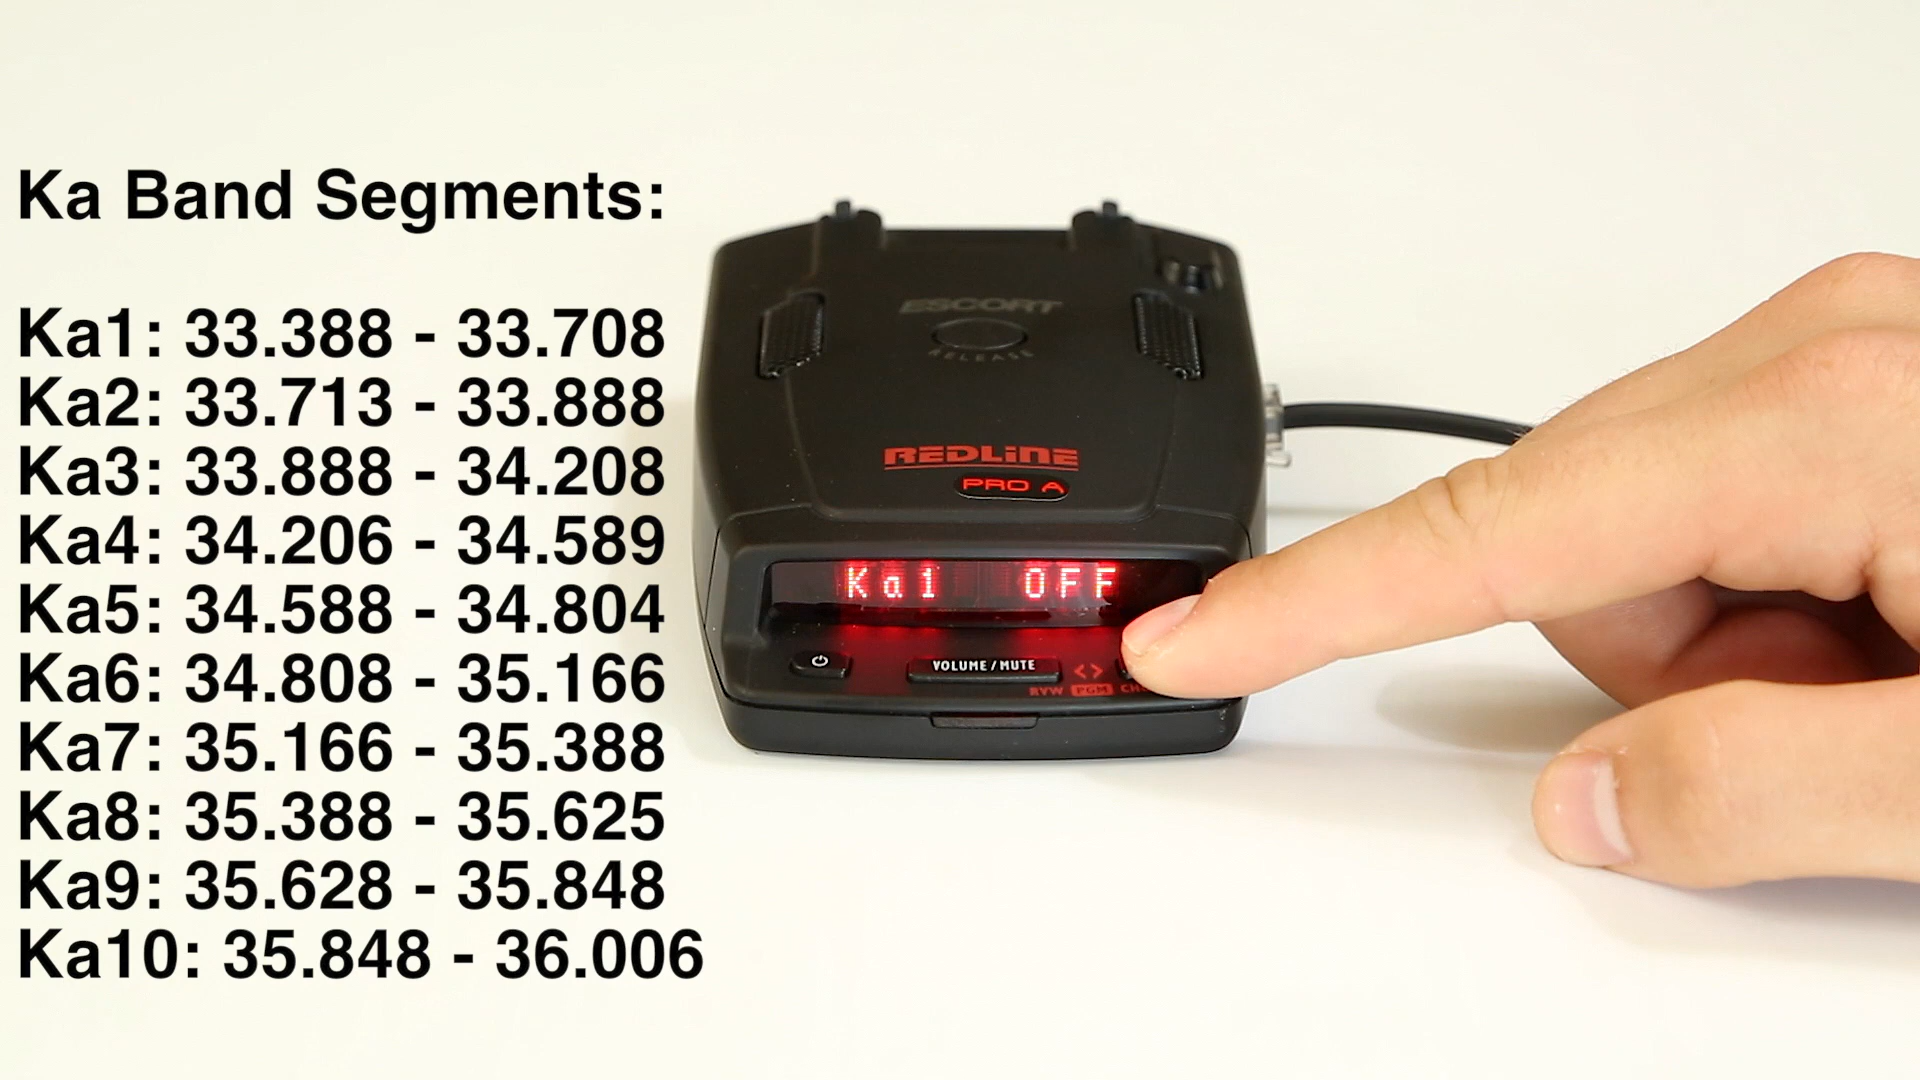 Ka Band Segments:
Ka1: 33.388 - 33.708
Ka2: 33.713 - 33.888
Ka3: 33.888 - 34.208
Ka4: 34.206 - 34.589
Ka5: 34.588 - 34.804
Ka6: 34.808 - 35.166
Ka7: 35.166 - 35.388
Ka8: 35.388 - 35.625
Ka9: 35.628 - 35.848
Ka10: 35.848 - 36.006
ESCORT
RELEASE
REDLINE
PRO A
Ka1 OFF
VOLUME/MUTE
RVW PGM